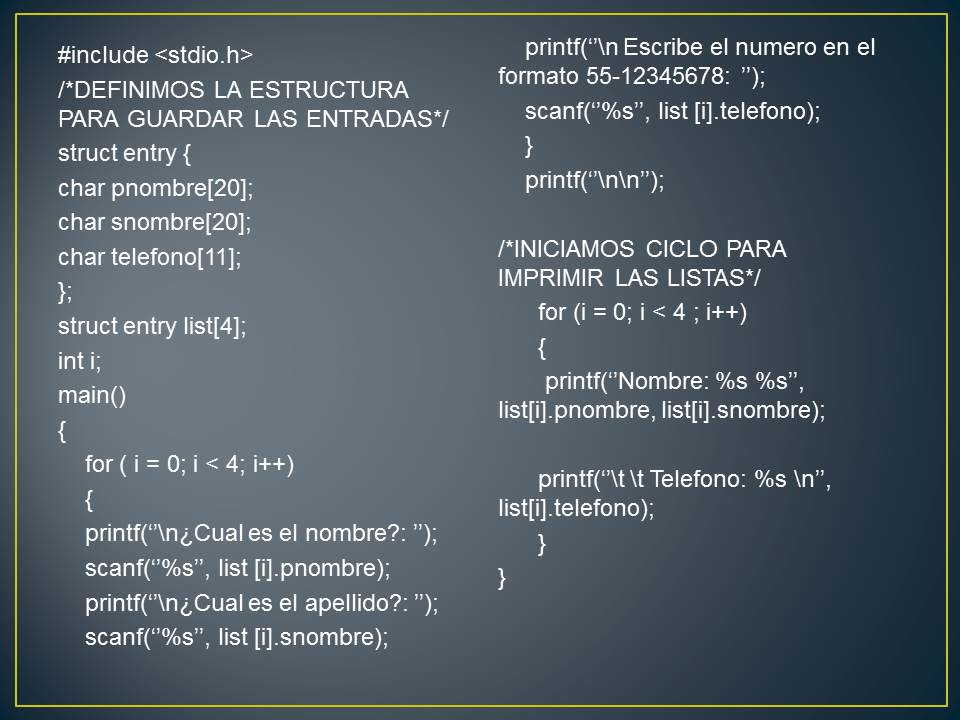 #include <stdio.h>
/*DEFINIMOS LA ESTRUCTURA
PARA GUARDAR LAS ENTRADAS*/
struct entry {
char pnombre[20];
char snombre[20];
char telefono[11];
};
struct entry list[4];
int i;
main()
{
for ( i = 0; i < 4; i++)
{
printf(‘’\n¿Cual es el nombre?: ’’);
scanf(‘’%s’’, list [i].pnombre);
printf(‘’\n¿Cual es el apellido?: ’’);
scanf(‘’%s’’, list [i].snombre);
printf(‘’\n Escribe el numero en el
formato 55-12345678: ’’);
scanf(‘’%s’’, list [i].telefono);
}
printf(‘’\n\n’’);
/*INICIAMOS CICLO PARA
IMPRIMIR LAS LISTAS*/
for (i = 0; i < 4 ; i++)
{
printf(‘’Nombre: %s %s’’,
list[i].pnombre, list[i].snombre);
printf(‘’\t \t Telefono: %s \n’’,
list[i].telefono);
}
}